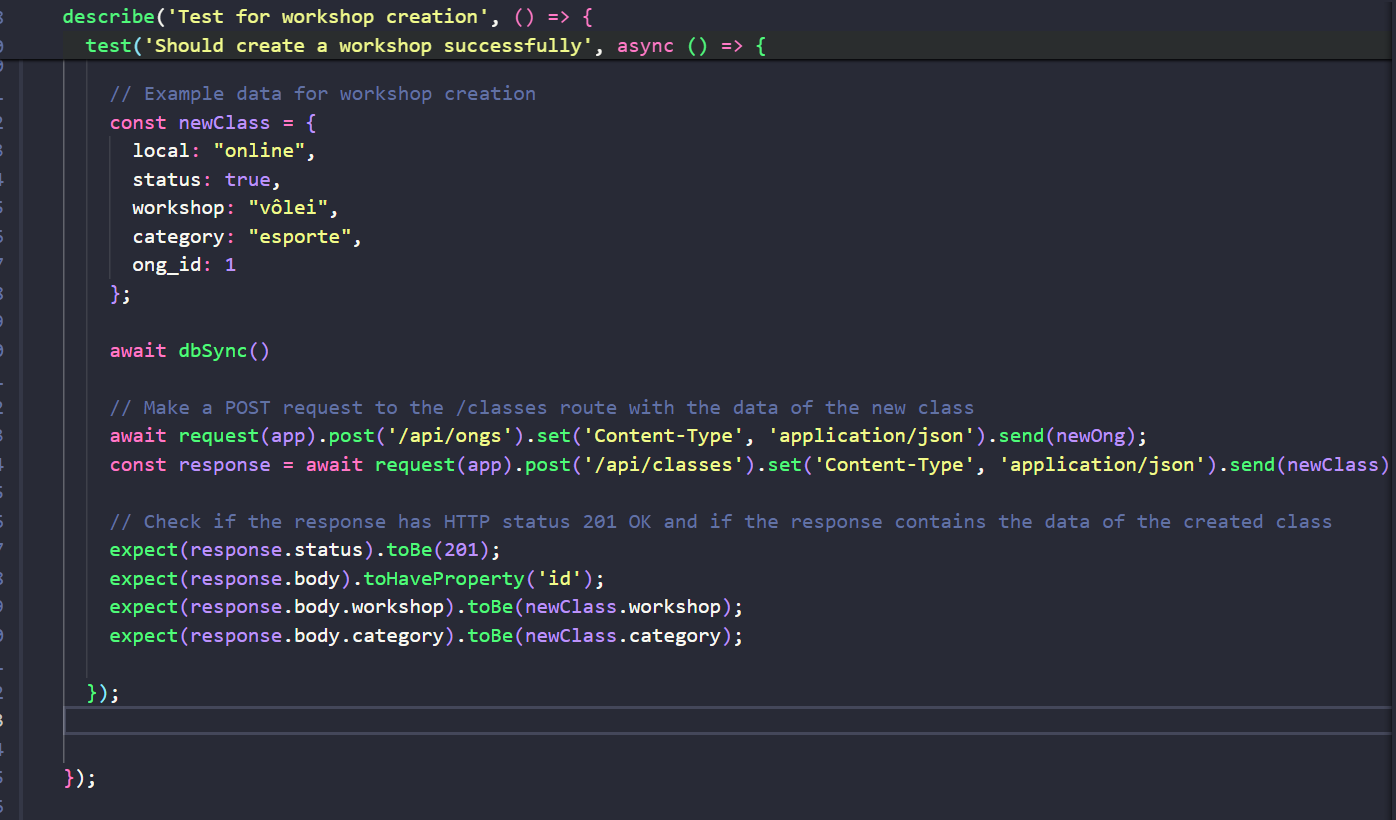 describe('Test for workshop creation', () => {
test('Should create a workshop successfully', async () => {
// Example data for workshop creation
const newClass = {
local: "online",
status: true,
workshop: "vôlei",
category: "esporte",
ong_id: 1
};
await dbSync()
// Make a POST request to the /classes route with the data of the new class
await request(app).post('/api/ongs').set('Content-Type', 'application/json').send(newOng);
const response = await request(app).post('/api/classes').set('Content-Type', 'application/json').send(newClass)
// Check if the response has HTTP status 201 OK and if the response contains the data of the created class
expect(response.status).toBe(201);
expect(response.body).toHaveProperty('id');
expect(response.body.workshop).toBe(newClass.workshop);
expect(response.body.category).toBe(newClass.category);
});
});